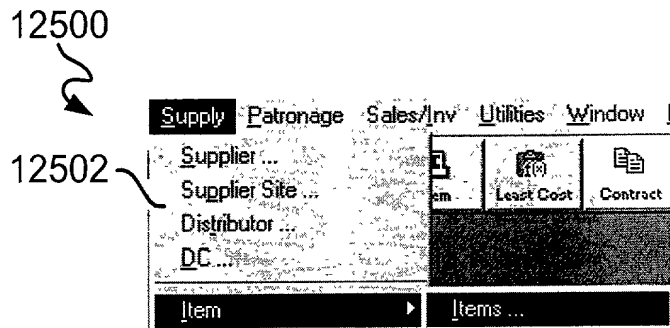 12500
Supply Patronage Sales/Inv Utilities Window
12502
Supplier ...
Supplier Site ...
Distributor ...
DC ...
Least Cost Contract
Item Items ...